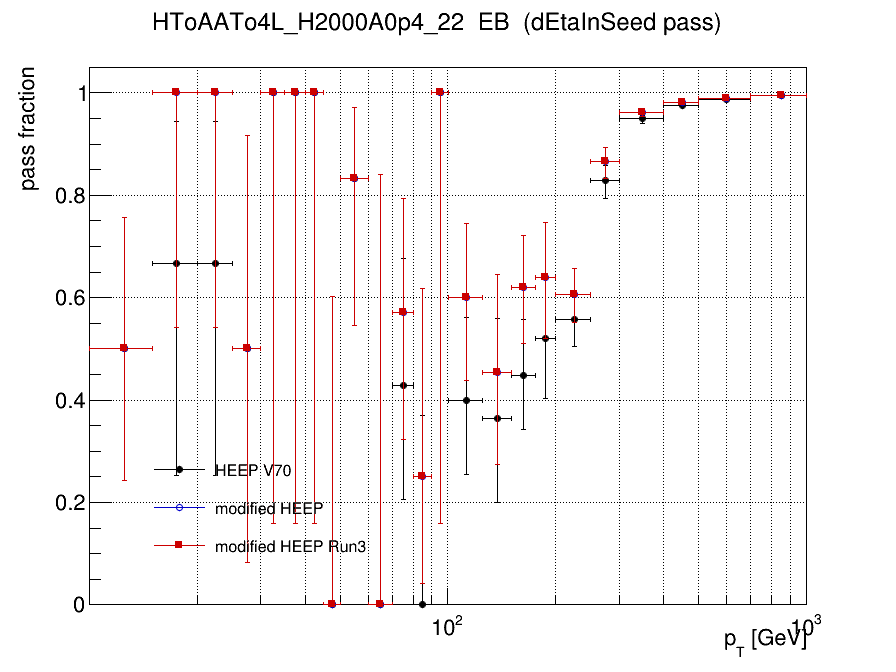 HToAATo4L_H2000A0p4_22 EB (dEtaInSeed pass)
pass fraction
1
0.8
0.6
0.4
0.2
0
HEEP V70
modified HEEP
modified HEEP Run3
10²
10³
p_T [GeV]